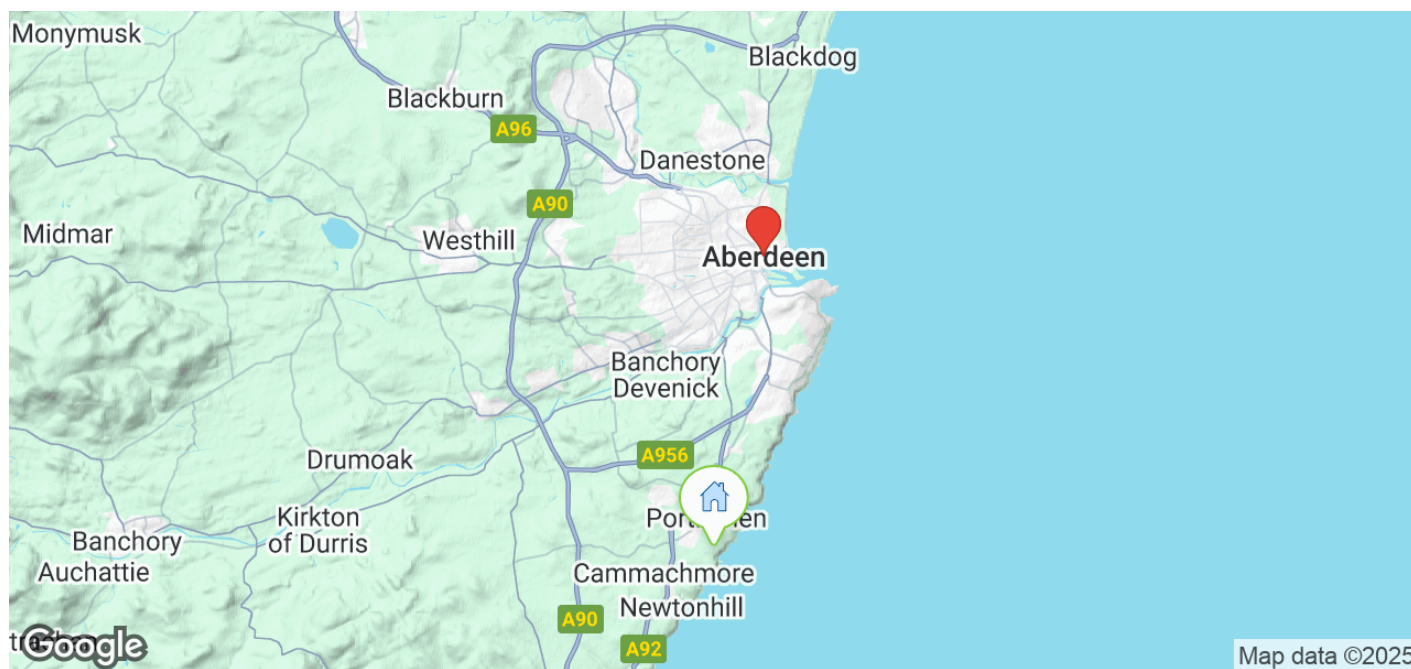 Monymusk
Blackdog
Blackburn
A96
Danestone
A90
Midmar
Westhill
Aberdeen
Banchory
Devenick
Drumoak
A956
Kirkton
of Durris
Banchory
Auchattie
Cammachmore
Newtonhill
A90
A92
Google
Map data ©2025